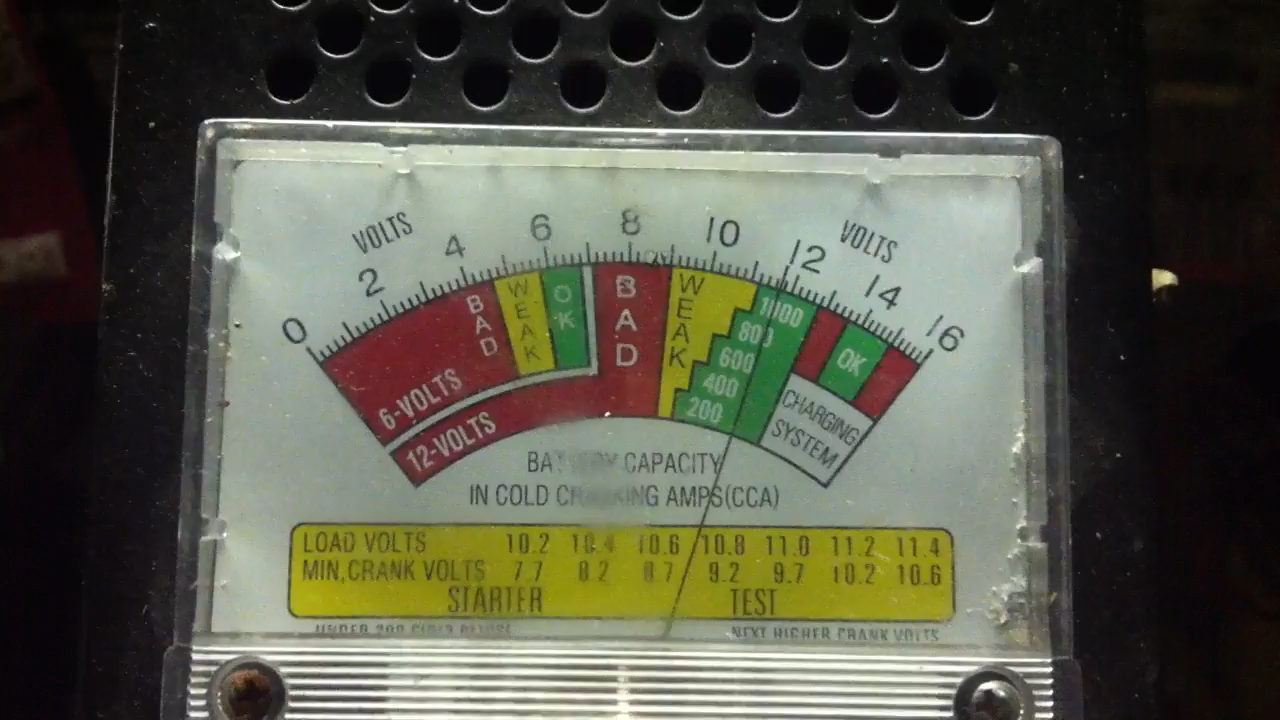 VOLTS VOLTS
0 2 4 6 8 10 12 14 16
BAD WEAK OK BAD WEAK 1000 OK
800
600
400
200
6-VOLTS
12-VOLTS
CHARGING
SYSTEM
CAPACITY
IN COLD AMPS(CCA)
LOAD VOLTS 10.2 10.4 10.6 10.8 11.0 11.2 11.4
MIN,CRANK VOLTS 7.7 8.2 8.7 9.2 9.7 10.2 10.6
STARTER TEST
NEXT HIGHER CRANK VOLTS